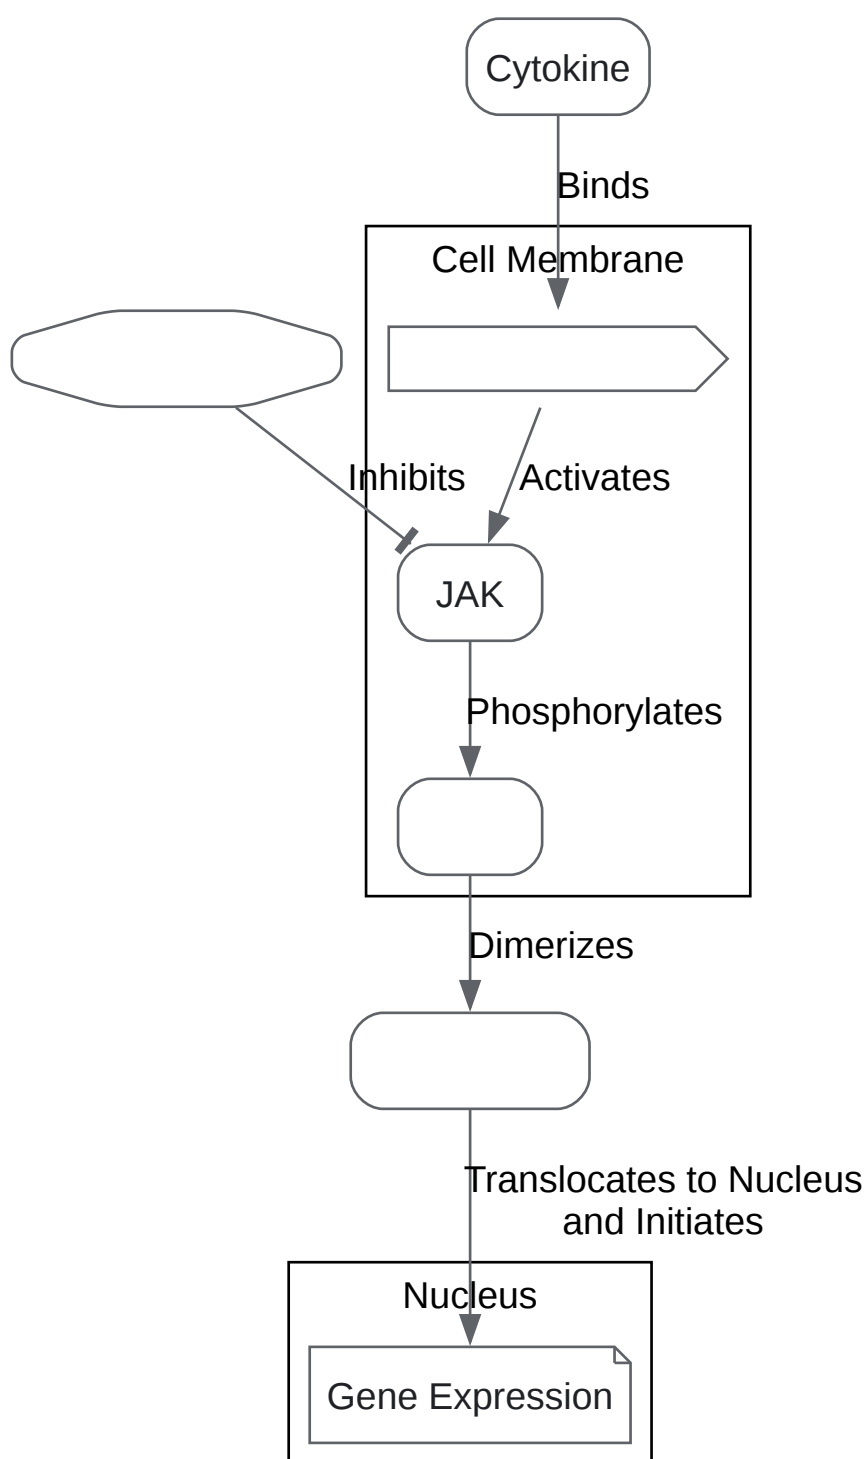 Cytokine
Binds
Cell Membrane
Inhibits
Activates
JAK
Phosphorylates
Dimerizes
Translocates to Nucleus
and Initiates
Nucleus
Gene Expression